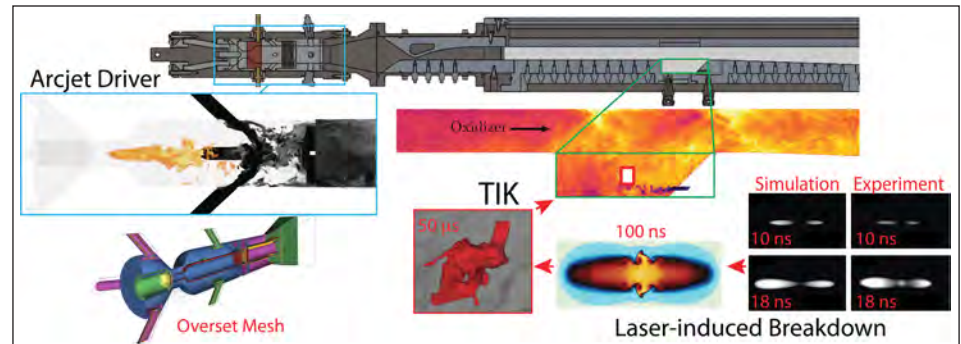 Arcjet Driver
Oxidizer
TIK
Simulation
Experiment
50 µs
100 ns
10 ns
10 ns
18 ns
18 ns
Overset Mesh
Laser-induced Breakdown